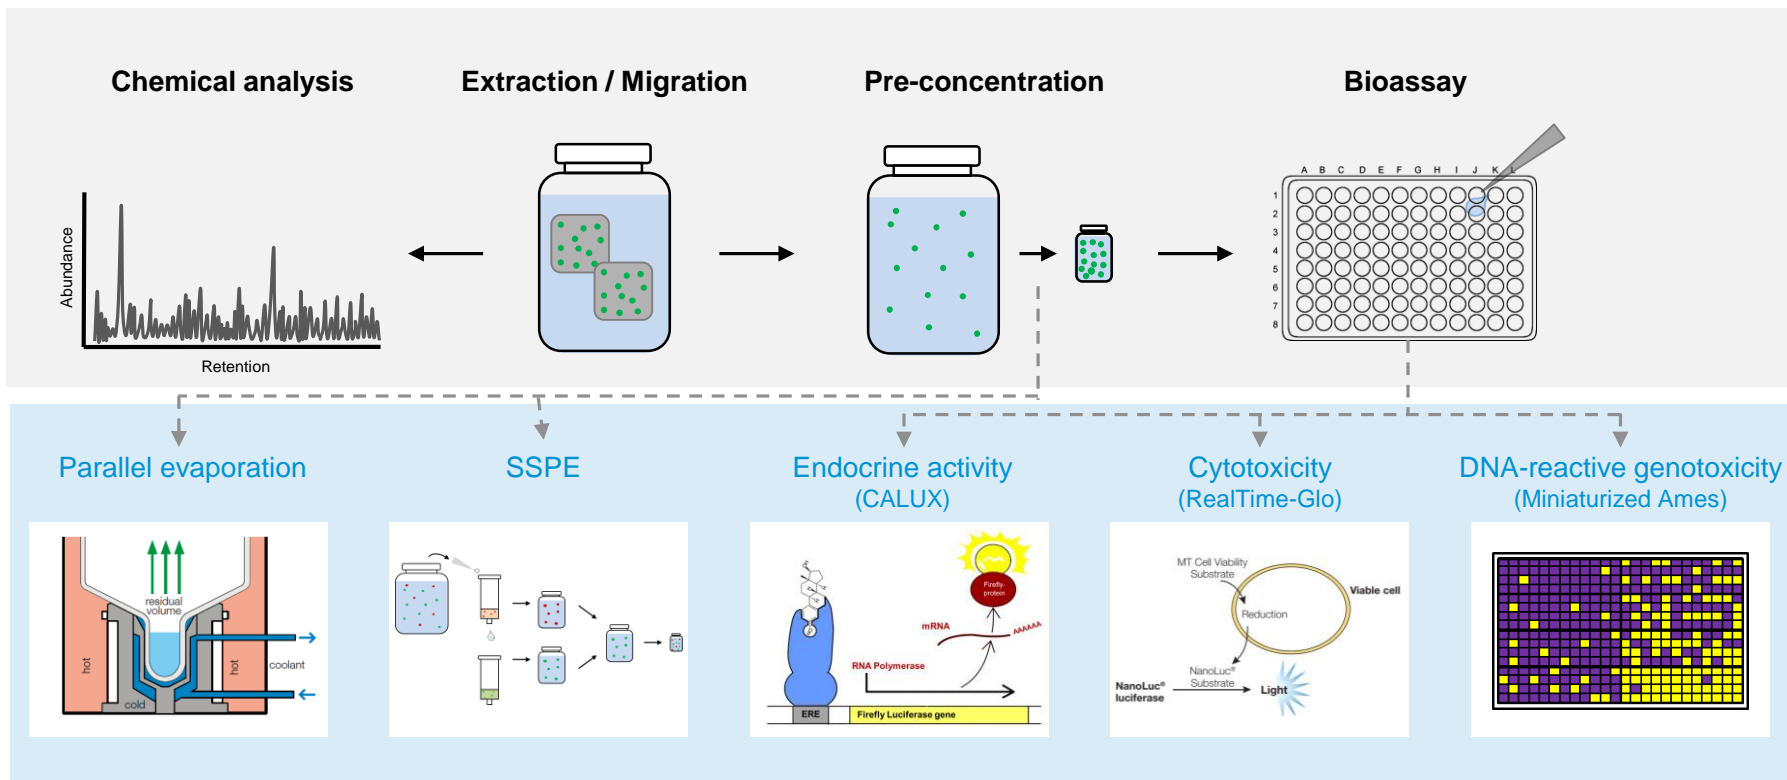 Chemical analysis
Extraction / Migration
Pre-concentration
Bioassay
Abundance
Retention
A B C D E F G H I J K L
1
2
3
4
5
6
7
8
Parallel evaporation
SSPE
Endocrine activity
(CALUX)
Cytotoxicity
(RealTime-Glo)
DNA-reactive genotoxicity
(Miniaturized Ames)
residual
volume
hot
hot
coolant
cold
Firefly-
protein
mRNA
AAAAAA
RNA Polymerase
ERE
Firefly Luciferase gene
MT Cell Viability
Substrate
Viable cell
Reduction
NanoLuc®
Substrate
NanoLuc®
luciferase
Light